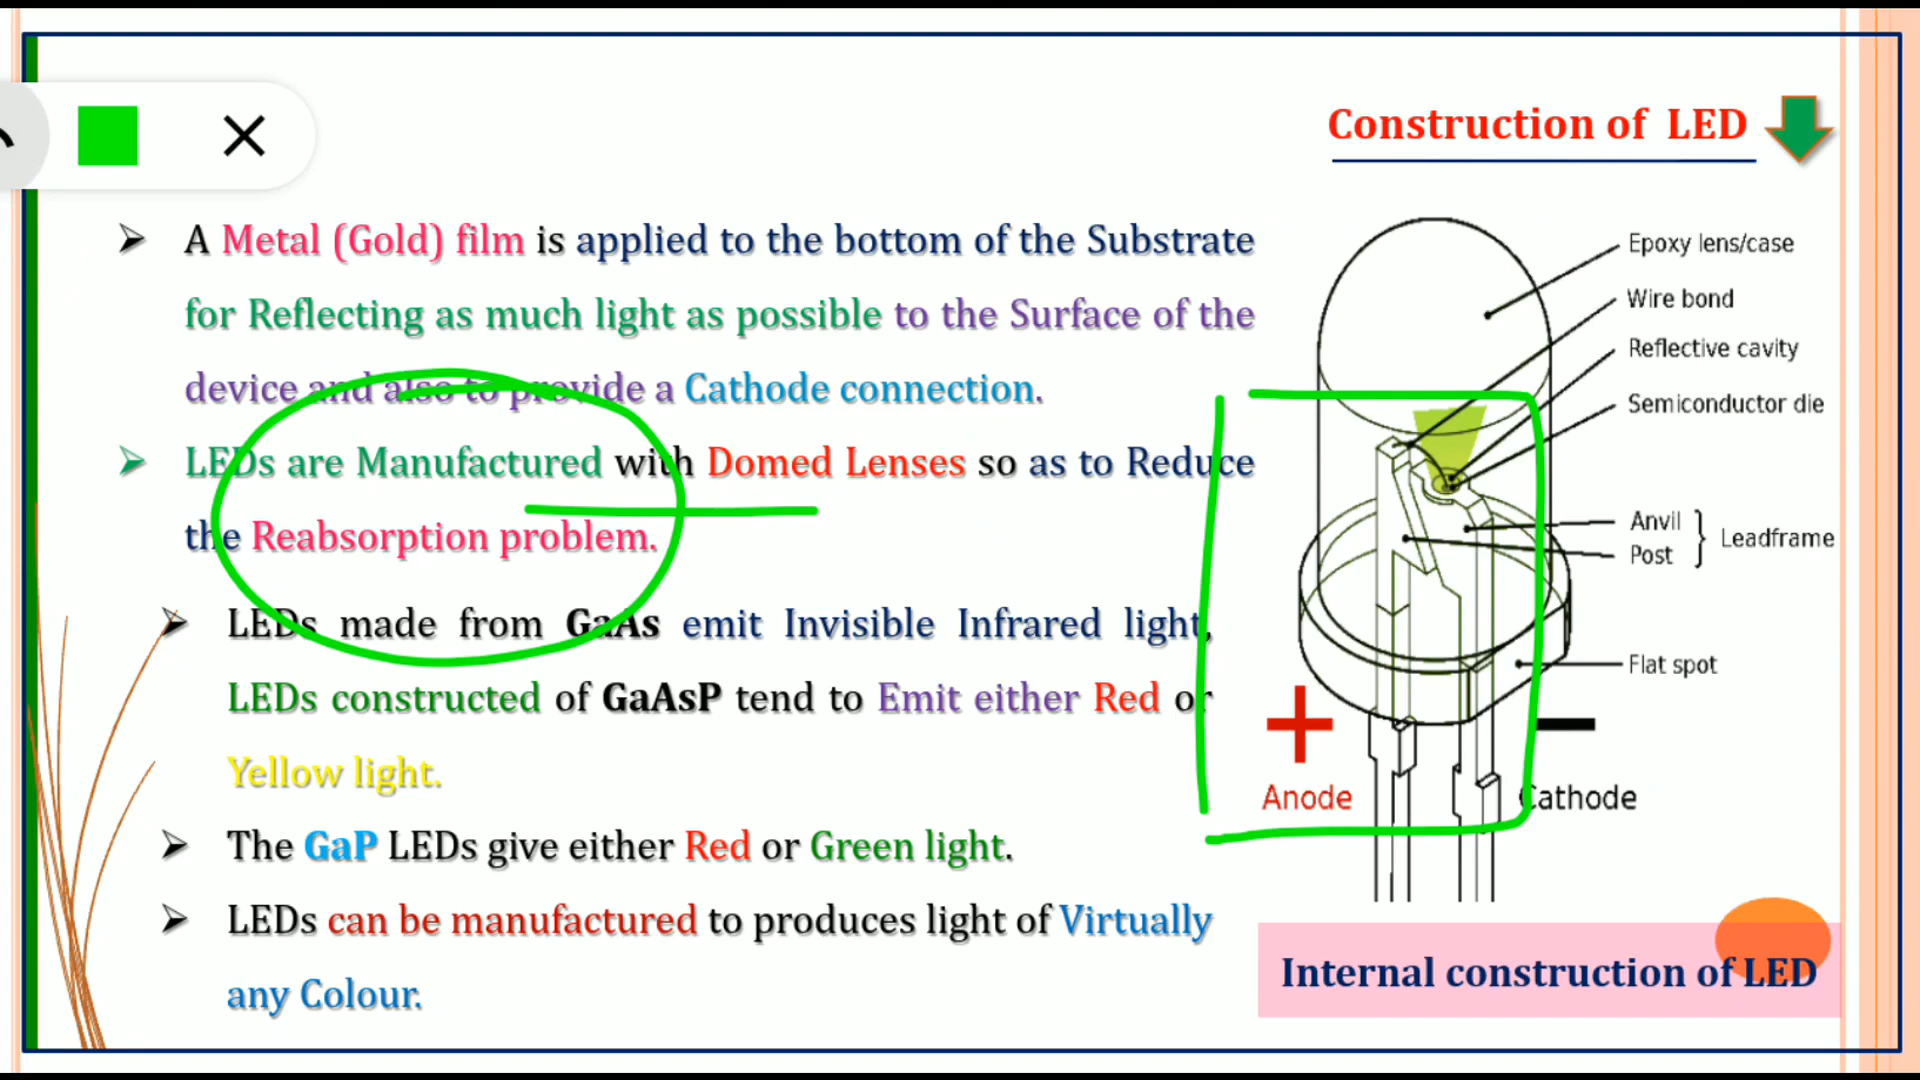 Construction of LED
A Metal (Gold) film is applied to the bottom of the Substrate
for Reflecting as much light as possible to the Surface of the
device and also to provide a Cathode connection.
LEDs are Manufactured with Domed Lenses so as to Reduce
the Reabsorption problem.
LEDs made from GaAs emit Invisible Infrared light,
LEDs constructed of GaAsP tend to Emit either Red or
Yellow light.
The GaP LEDs give either Red or Green light.
LEDs can be manufactured to produces light of Virtually
any Colour.
Epoxy lens/case
Wire bond
Reflective cavity
Semiconductor die
Anvil
Post
Leadframe
Flat spot
+
−
Anode
Cathode
Internal construction of LED